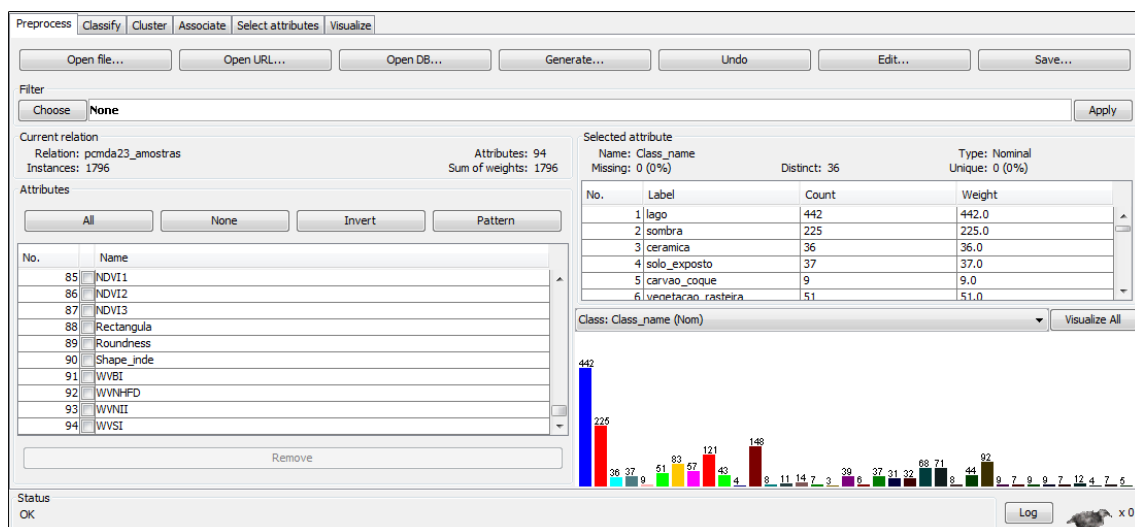 Preprocess Classify Cluster Associate Select attributes Visualize
Open file... Open URL... Open DB... Generate... Undo Edit... Save...
Filter
Choose None Apply
Current relation
Relation: pcmda23_amostras Attributes: 94
Instances: 1796 Sum of weights: 1796
Attributes
All None Invert Pattern
No. Name
85 NDVI1
86 NDVI2
87 NDVI3
88 Rectangula
89 Roundness
90 Shape_inde
91 WVBI
92 WVNHFD
93 WVNII
94 WVSI
Remove
Selected attribute
Name: Class_name Type: Nominal
Missing: 0 (0%) Distinct: 36 Unique: 0 (0%)
No. Label Count Weight
1 lago 442 442.0
2 sombra 225 225.0
3 ceramica 36 36.0
4 solo_exposto 37 37.0
5 carvao_coque 9 9.0
6 vegetacao_rasteira 51 51.0
Class: Class_name (Nom) Visualize All
442 225 36 37 9 51 83 57 121 43 4 148 8 11 14 7 3 39 6 37 31 32 68 71 8 44 92 9 7 9 9 7 12 4 7 5
Status
OK Log x 0